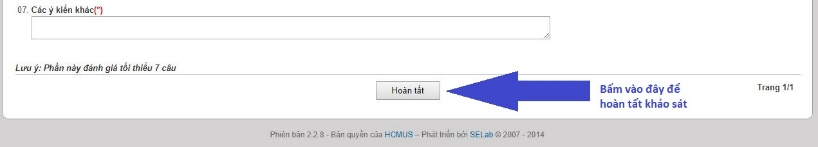 07. Các ý kiến khác(*)
Lưu ý: Phần này đánh giá tối thiểu 7 câu
Hoàn tất
Bấm vào đây để
hoàn tất khảo sát
Trang 1/1
Phiên bản 2.2.8 - Bản quyền của HCMUS – Phát triển bởi SELab © 2007 - 2014